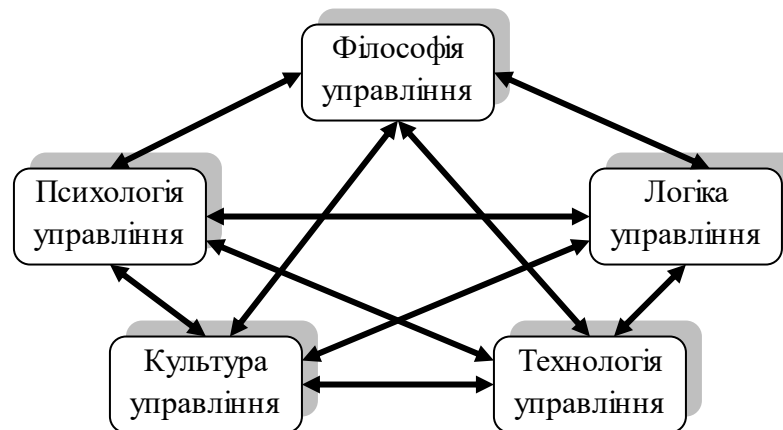 Філософія
управління
Психологія
управління
Логіка
управління
Культура
управління
Технологія
управління